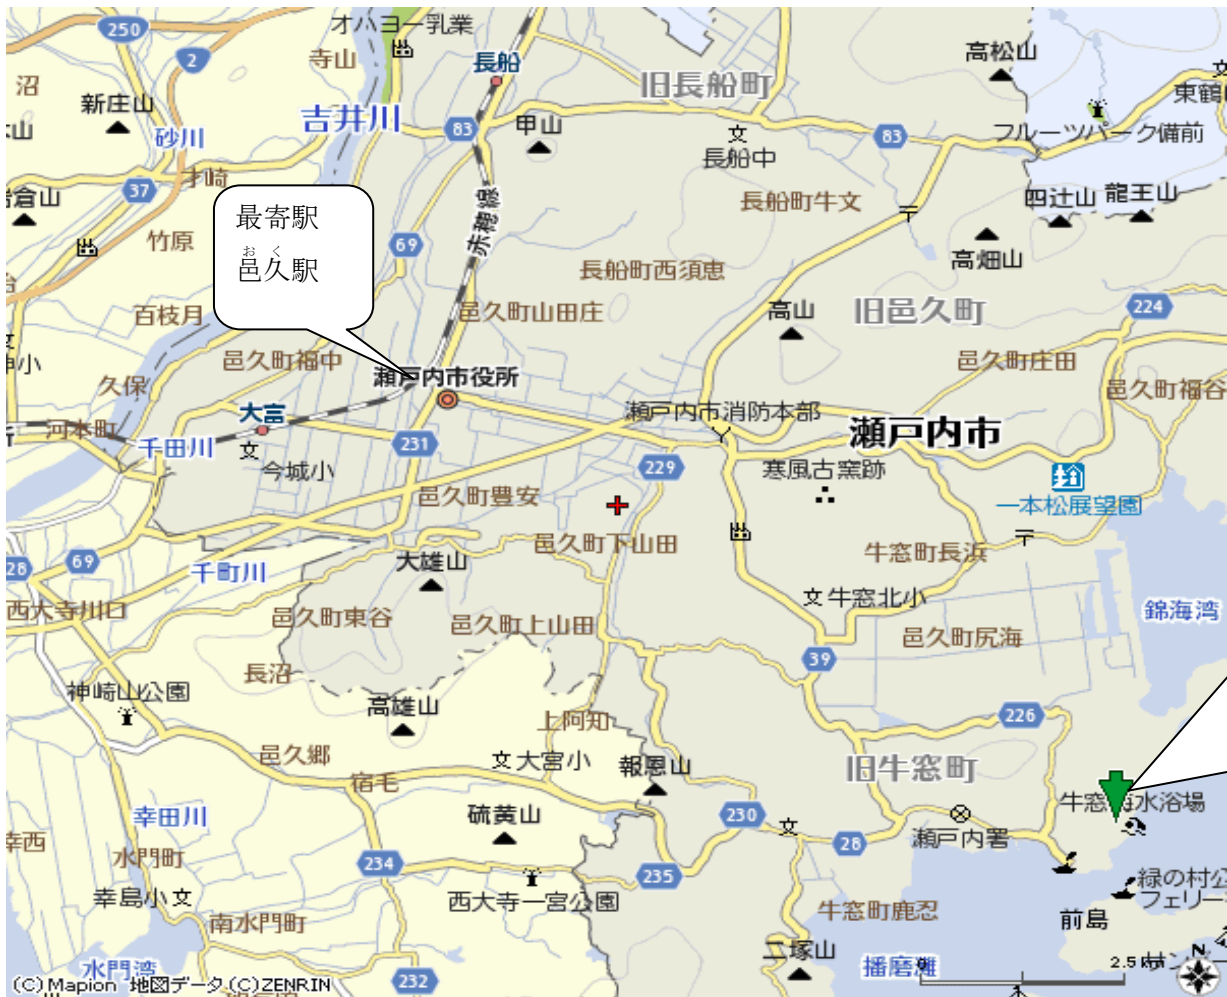 オハヨー乳業
250
2
寺山
長船
高松山
沼
旧長船町
新庄山
東鶴
吉井川
砂川
83
甲山
83
フルーツパーク備前
長船中
才崎
37
倉山
最寄駅
おく
邑久駅
長船町牛文
四辻山
龍王山
竹原
69
赤穂線
高畑山
長船町西須恵
百枝月
邑久町山田庄
高山
旧邑久町
224
邑久町福中
邑久町庄田
久保
瀬戸内市役所
邑久町福谷
大富
瀬戸内市消防本部
河本町
千田川
231
瀬戸内市
今城小
229
寒風古窯跡
邑久町豊安
一本松展望園
邑久町下山田
牛窓町長浜
28
69
大雄山
千町川
牛窓北小
西大寺川口
邑久町東谷
邑久町上山田
錦海湾
邑久町尻海
39
長沼
神崎山公園
高雄山
上阿知
226
邑久郷
大宮小
報恩山
旧牛窓町
宿毛
牛窓海水浴場
幸田川
硫黄山
230
幸西
28
瀬戸内署
水門町
234
235
緑の村公
フェリー
幸島小
西大寺一宮公園
牛窓町鹿忍
前島
南水門町
二塚山
水門湾
232
播磨灘
0
2.5km
N
(C)Mapion 地図データ(C)ZENRIN